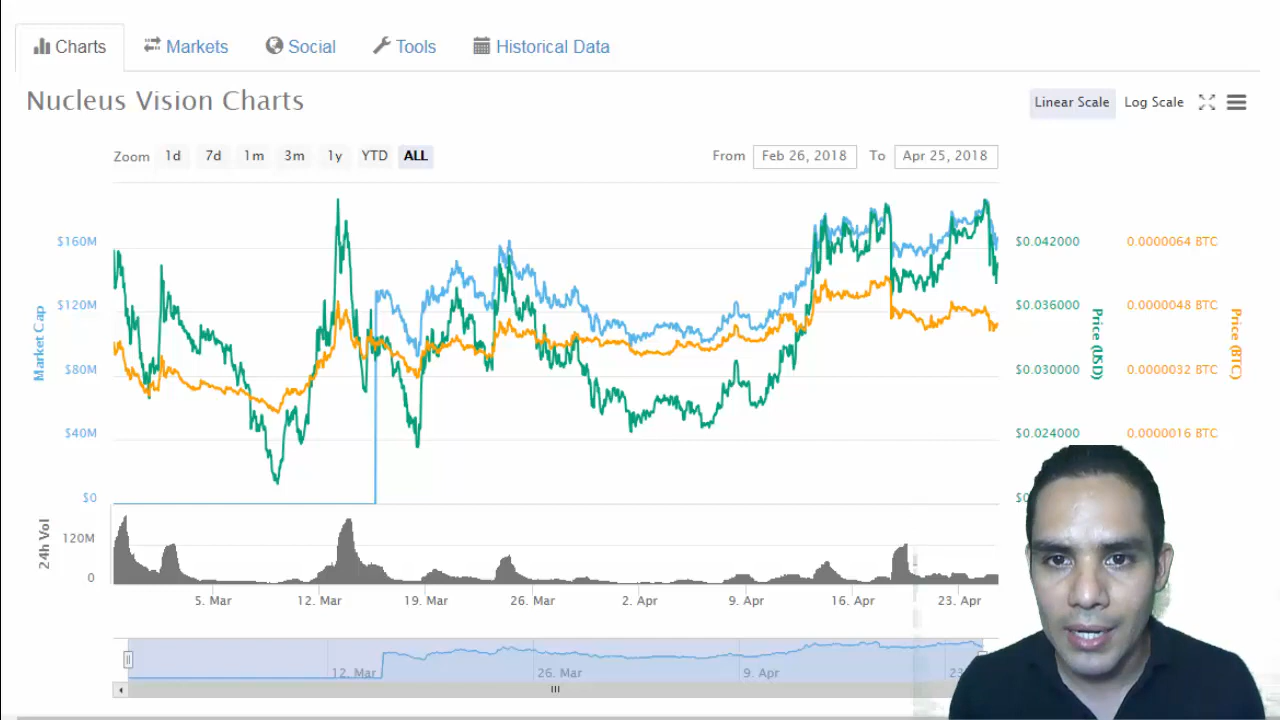 Charts Markets Social Tools Historical Data
Nucleus Vision Charts
Linear Scale Log Scale
Zoom 1d 7d 1m 3m 1y YTD ALL From Feb 26, 2018 To Apr 25, 2018
$160M $0.042000 0.0000064 BTC
$120M $0.036000 0.0000048 BTC
Market Cap
Price (USD)
Price (BTC)
$80M $0.030000 0.0000032 BTC
$40M $0.024000 0.0000016 BTC
$0
24h Vol
120M
0
5. Mar 12. Mar 19. Mar 26. Mar 2. Apr 9. Apr 16. Apr 23. Apr
12. Mar 26. Mar 9. Apr